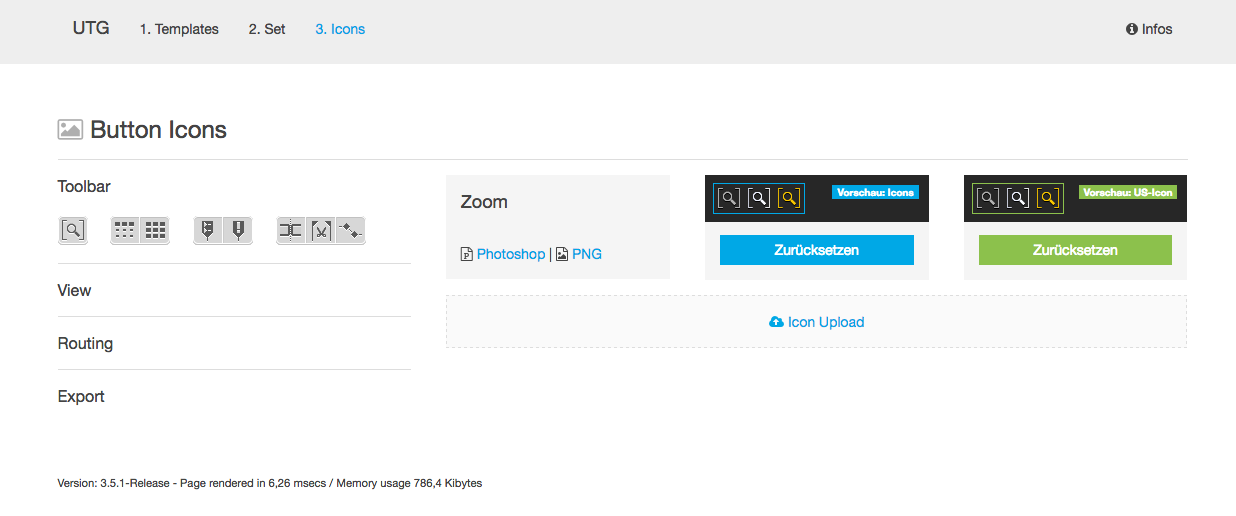 UTG 1. Templates 2. Set 3. Icons Infos
Button Icons
Toolbar
View
Routing
Export
Zoom
Photoshop | PNG
Vorschau: Icons
Zurücksetzen
Vorschau: US-Icon
Zurücksetzen
Icon Upload
Version: 3.5.1-Release - Page rendered in 6,26 msecs / Memory usage 786,4 Kibytes